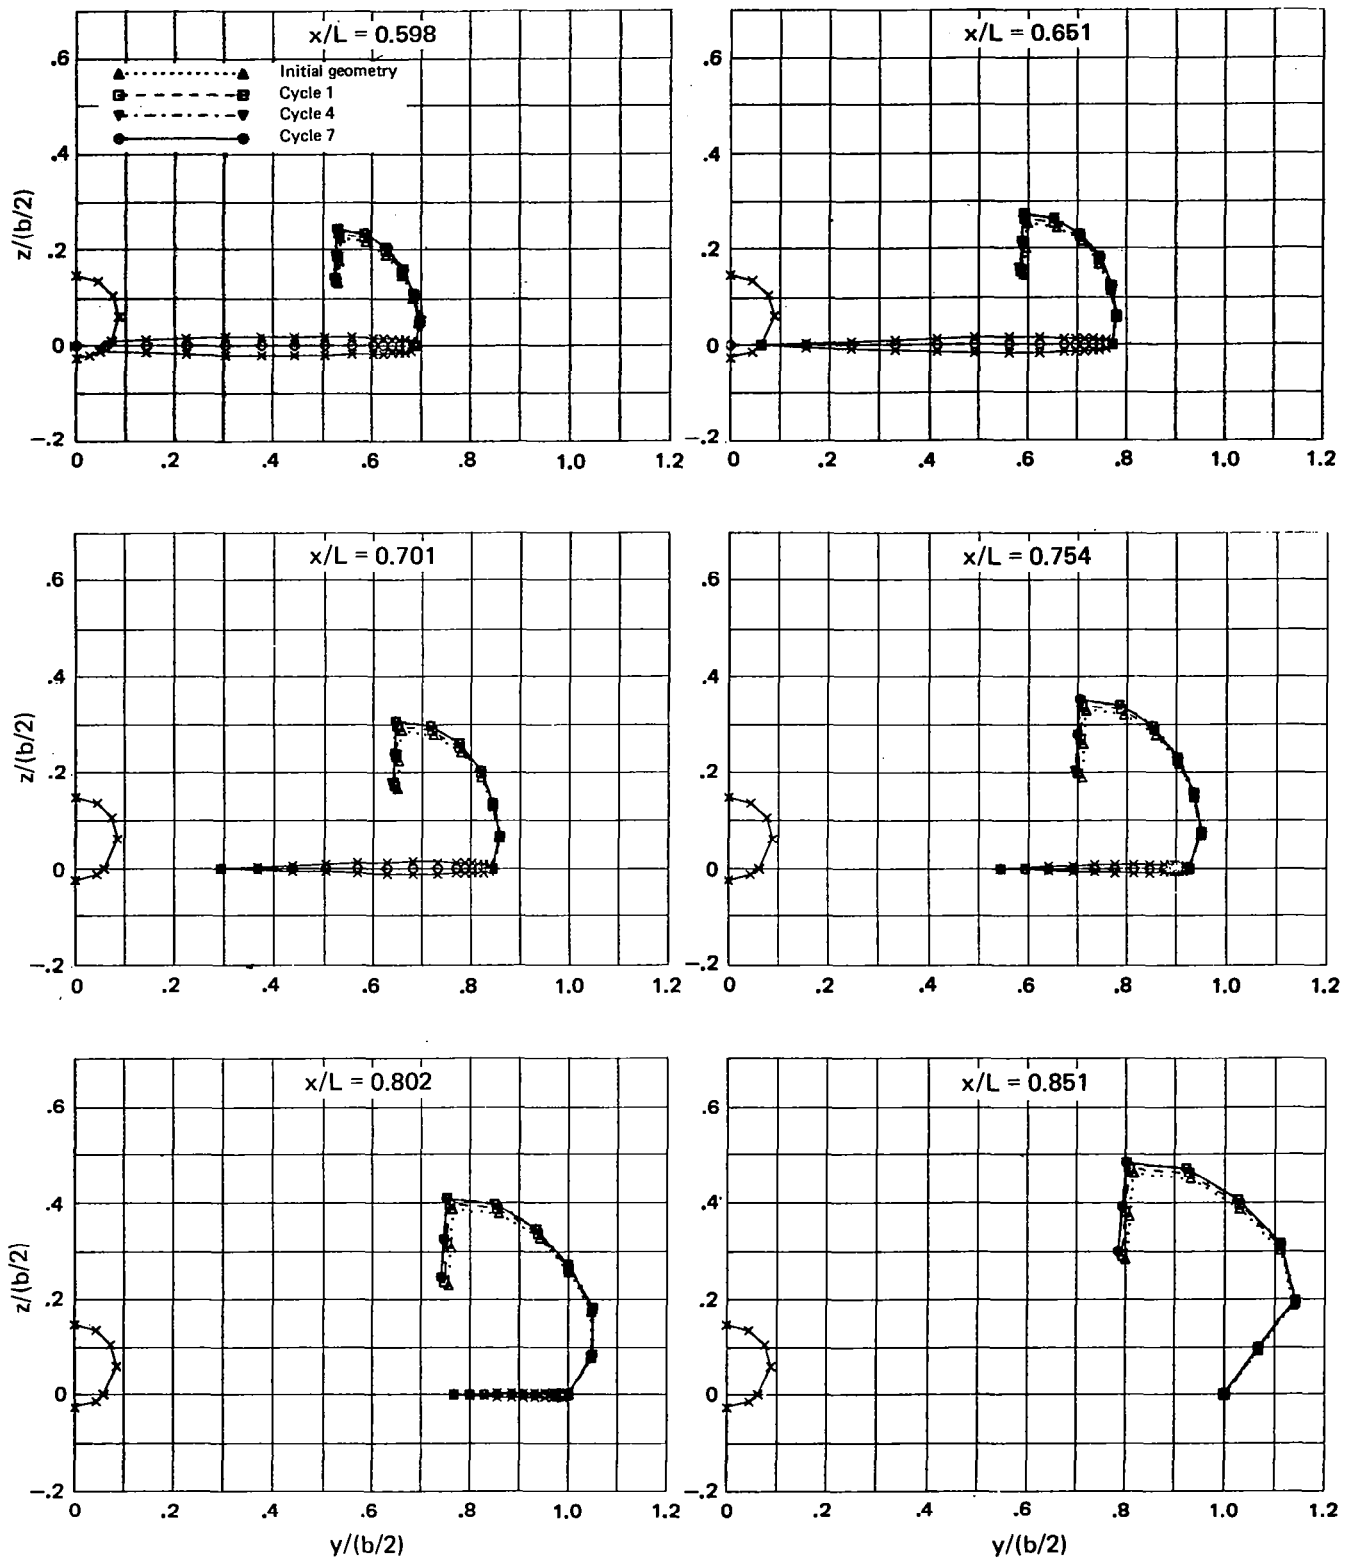 x/L = 0.598
x/L = 0.651
Initial geometry
Cycle 1
Cycle 4
Cycle 7
.6
.4
.2
0
−.2
z/(b/2)
0 .2 .4 .6 .8 1.0 1.2
.6
.4
.2
0
−.2
0 .2 .4 .6 .8 1.0 1.2
x/L = 0.701
x/L = 0.754
.6
.4
.2
0
−.2
z/(b/2)
0 .2 .4 .6 .8 1.0 1.2
.6
.4
.2
0
−.2
0 .2 .4 .6 .8 1.0 1.2
x/L = 0.802
x/L = 0.851
.6
.4
.2
0
−.2
z/(b/2)
0 .2 .4 .6 .8 1.0 1.2
y/(b/2)
.6
.4
.2
0
−.2
0 .2 .4 .6 .8 1.0 1.2
y/(b/2)